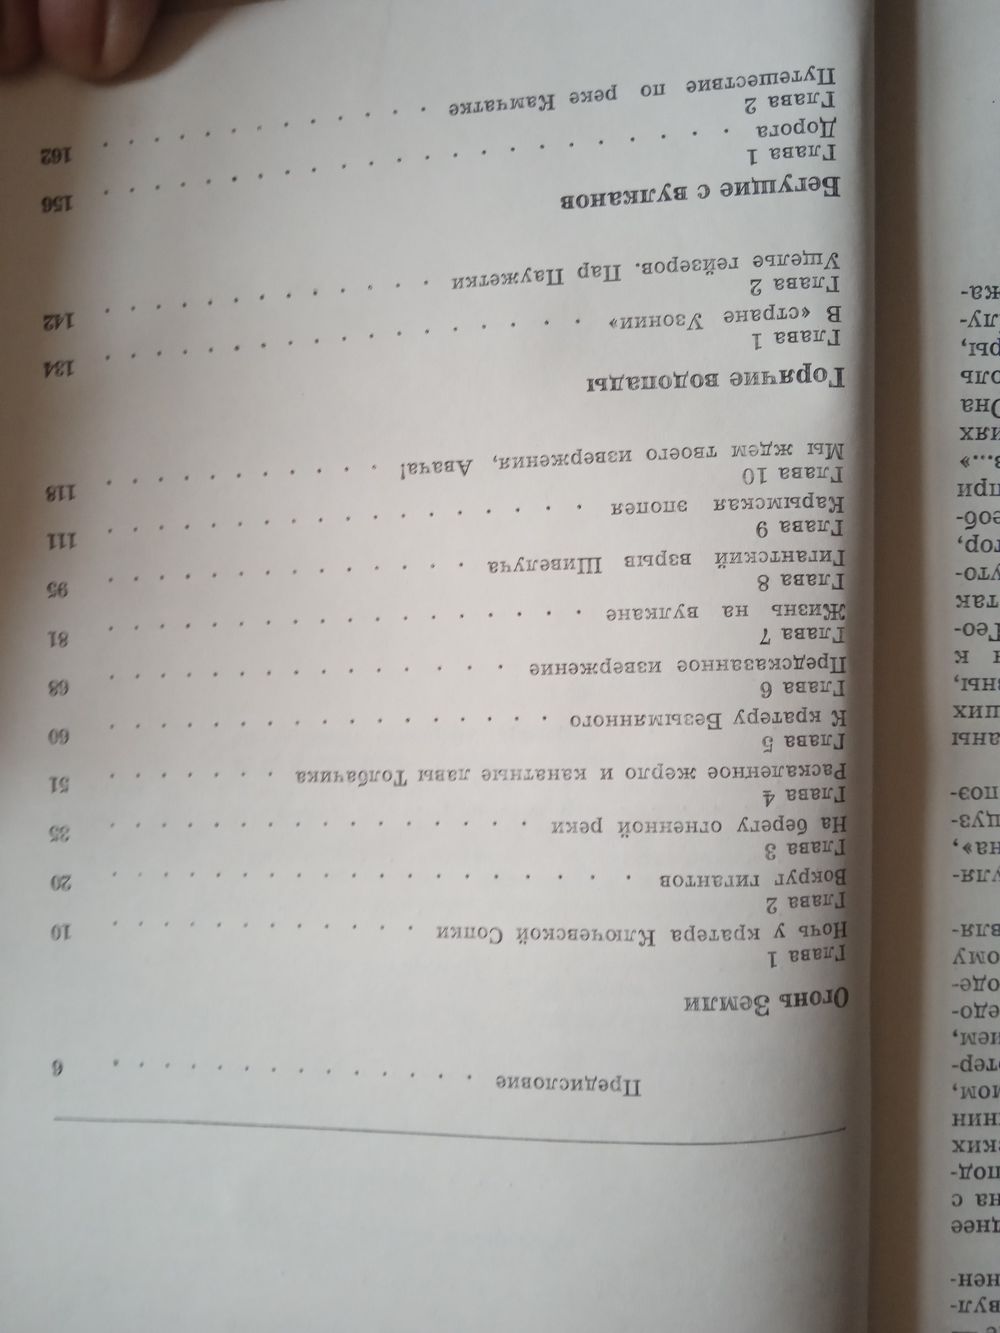 Предисловие . . . . . . . . . . . . . . . 6
Огонь Земли
Глава 1
Ночь у кратера Ключевской Сопки . . . . . . . . . . . . 10
Глава 2
Вокруг гигантов . . . . . . . . . . . . . . . . . . . . 20
Глава 3
На берегу огненной реки . . . . . . . . . . . . . . . . 35
Глава 4
Раскаленное жерло и канатные лавы Толбачика . . . . . . . 51
Глава 5
К кратеру Безымянного . . . . . . . . . . . . . . . . 60
Глава 6
Предсказанное извержение . . . . . . . . . . . . . . . 68
Глава 7
Жизнь на вулкане . . . . . . . . . . . . . . . . . . 81
Глава 8
Гигантский взрыв Шивелуча . . . . . . . . . . . . . . 95
Глава 9
Карымская эпопея . . . . . . . . . . . . . . . . . . 111
Глава 10
Мы ждем твоего извержения, Авача! . . . . . . . . . . . 118
Горячие водопады
Глава 1
В «стране Узонии» . . . . . . . . . . . . . . . . . . 134
Глава 2
Ущелье гейзеров. Пар Паужетки . . . . . . . . . . . . 142
Бегущие с вулканов
Глава 1
Дорога . . . . . . . . . . . . . . . . . . . . . . 156
Глава 2
Путешествие по реке Камчатке . . . . . . . . . . . . 162